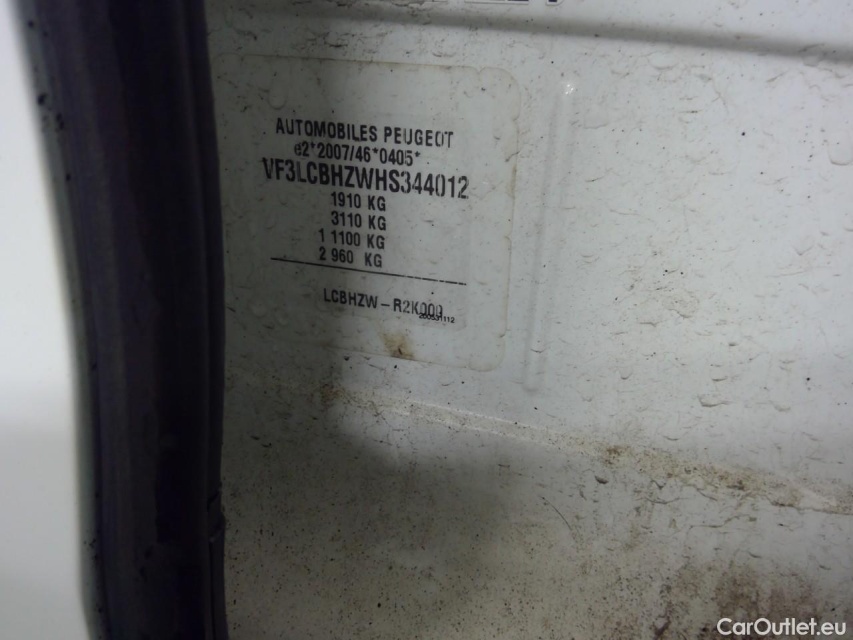 AUTOMOBILES PEUGEOT
e2*2007/46*0405*
VF3LCBHZWHS344012
1910 KG
3110 KG
1 1100 KG
2 960 KG
LCBHZW-R2K000
CarOutlet.eu